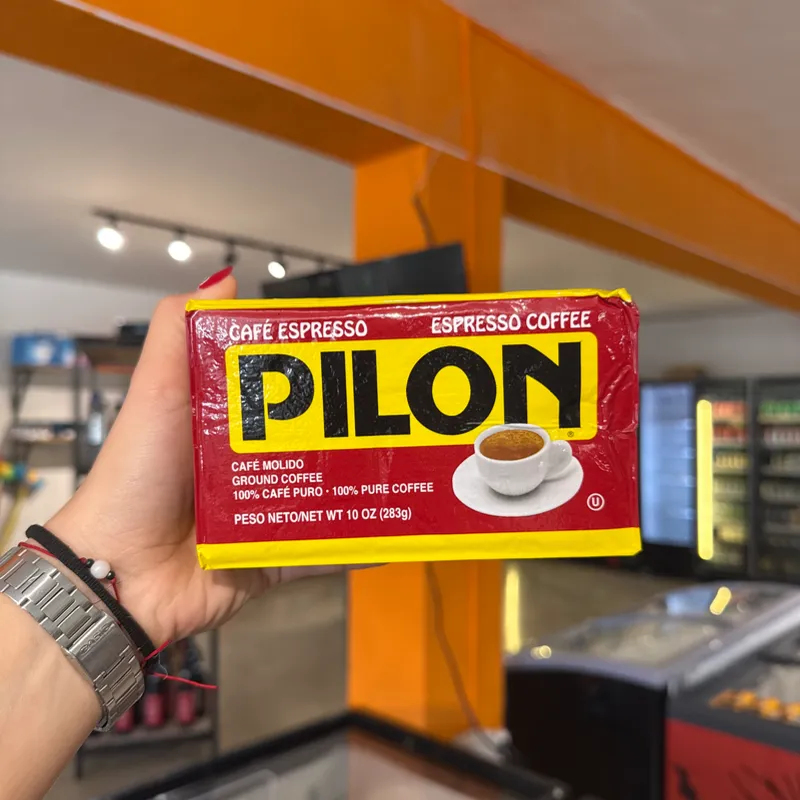 CAFÉ ESPRESSO ESPRESSO COFFEE
PILON
CAFÉ MOLIDO
GROUND COFFEE
100% CAFÉ PURO • 100% PURE COFFEE
PESO NETO/NET WT 10 OZ (283g)
U
CASIO